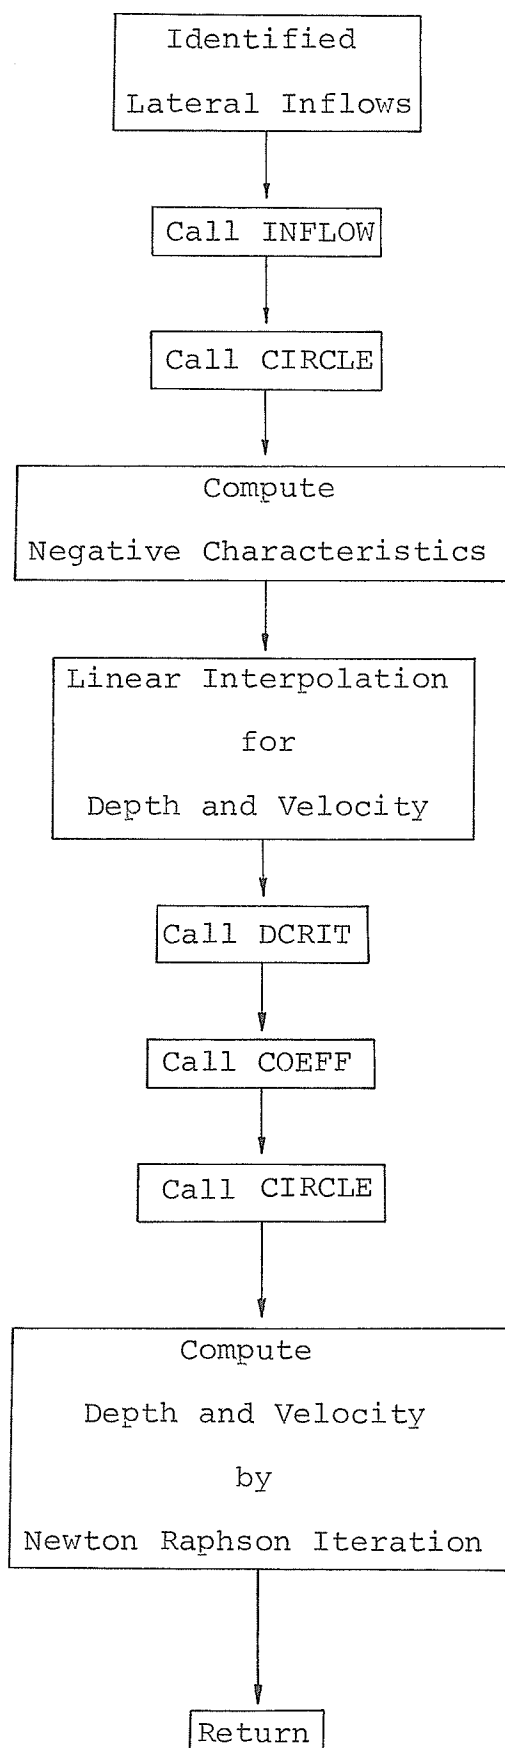 Identified
Lateral Inflows
Call INFLOW
Call CIRCLE
Compute
Negative Characteristics
Linear Interpolation
for
Depth and Velocity
Call DCRIT
Call COEFF
Call CIRCLE
Compute
Depth and Velocity
by
Newton Raphson Iteration
Return